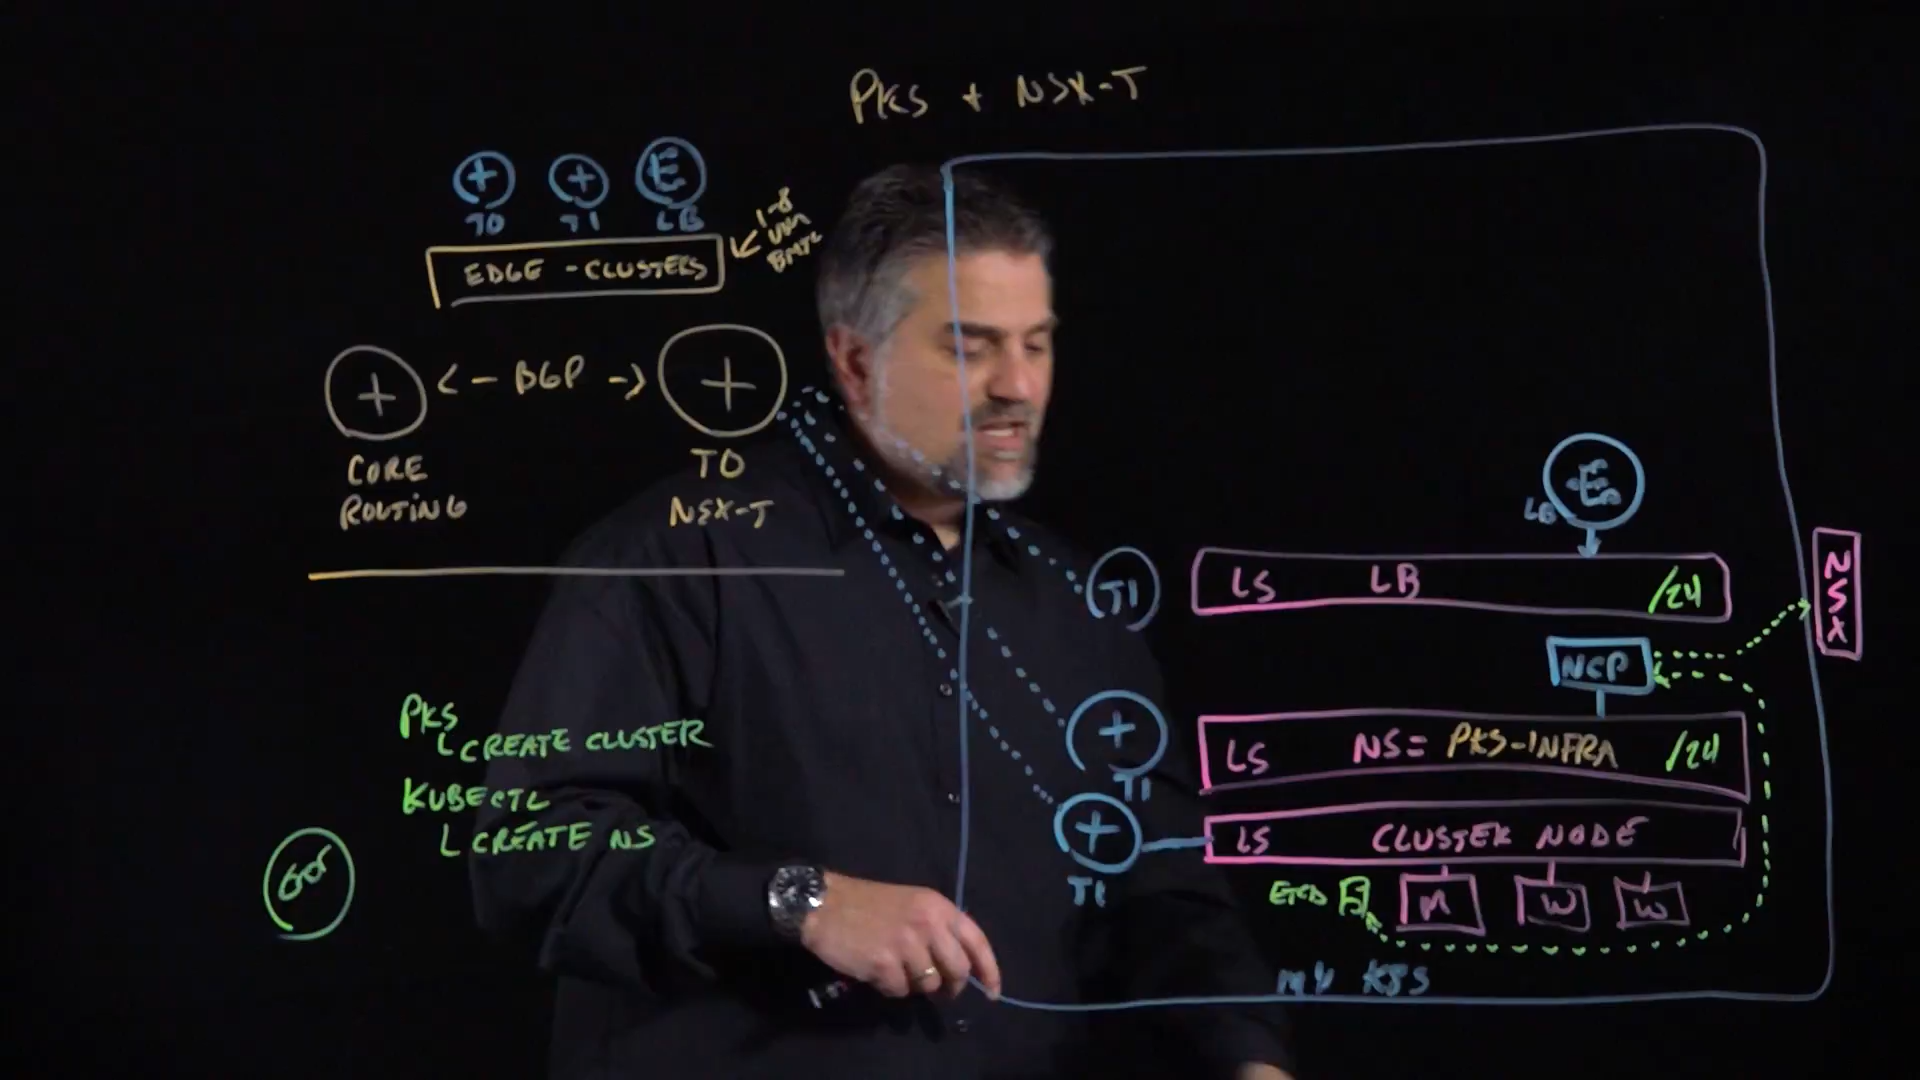 PKS + NSX-T
T0 T1 E LB
EDGE - CLUSTERS
1-8
BGP
CORE
ROUTING
T0
NSX-T
PKS
CREATE CLUSTER
KUBECTL
CREATE NS
E
LB
T1
LS LB /24
NSX
NCP
T1
LS NS= PKS-INFRA /24
T1
LS CLUSTER NODE
ETCD M W W
MY K8S